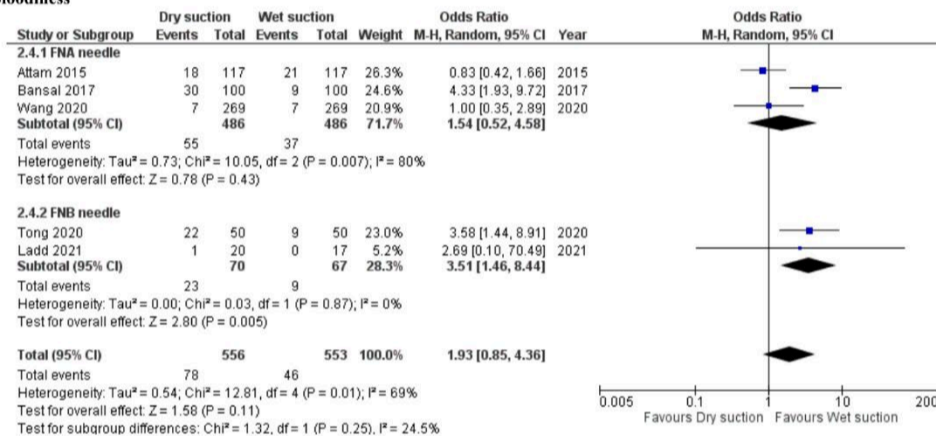 Dry suction Wet suction Odds Ratio Odds Ratio
Study or Subgroup Events Total Events Total Weight M-H, Random, 95% CI Year M-H, Random, 95% CI
2.4.1 FNA needle
Attam 2015 18 117 21 117 26.3% 0.83 [0.42, 1.66] 2015
Bansal 2017 30 100 9 100 24.6% 4.33 [1.93, 9.72] 2017
Wang 2020 7 269 7 269 20.9% 1.00 [0.35, 2.89] 2020
Subtotal (95% CI) 486 486 71.7% 1.54 [0.52, 4.58]
Total events 55 37
Heterogeneity: Tau² = 0.73; Chi² = 10.05, df = 2 (P = 0.007); I² = 80%
Test for overall effect: Z = 0.78 (P = 0.43)
2.4.2 FNB needle
Tong 2020 22 50 9 50 23.0% 3.58 [1.44, 8.91] 2020
Ladd 2021 1 20 0 17 5.2% 2.69 [0.10, 70.49] 2021
Subtotal (95% CI) 70 67 28.3% 3.51 [1.46, 8.44]
Total events 23 9
Heterogeneity: Tau² = 0.00; Chi² = 0.03, df = 1 (P = 0.87); I² = 0%
Test for overall effect: Z = 2.80 (P = 0.005)
Total (95% CI) 556 553 100.0% 1.93 [0.85, 4.36]
Total events 78 46
Heterogeneity: Tau² = 0.54; Chi² = 12.81, df = 4 (P = 0.01); I² = 69%
Test for overall effect: Z = 1.58 (P = 0.11)
Test for subgroup differences: Chi² = 1.32, df = 1 (P = 0.25), I² = 24.5%
0.005 0.1 1 10 200
Favours Dry suction Favours Wet suction